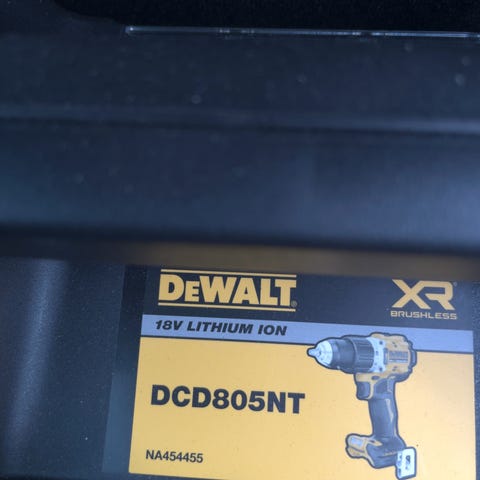 DEWALT
XR
BRUSHLESS
18V LITHIUM ION
DCD805NT
NA454455